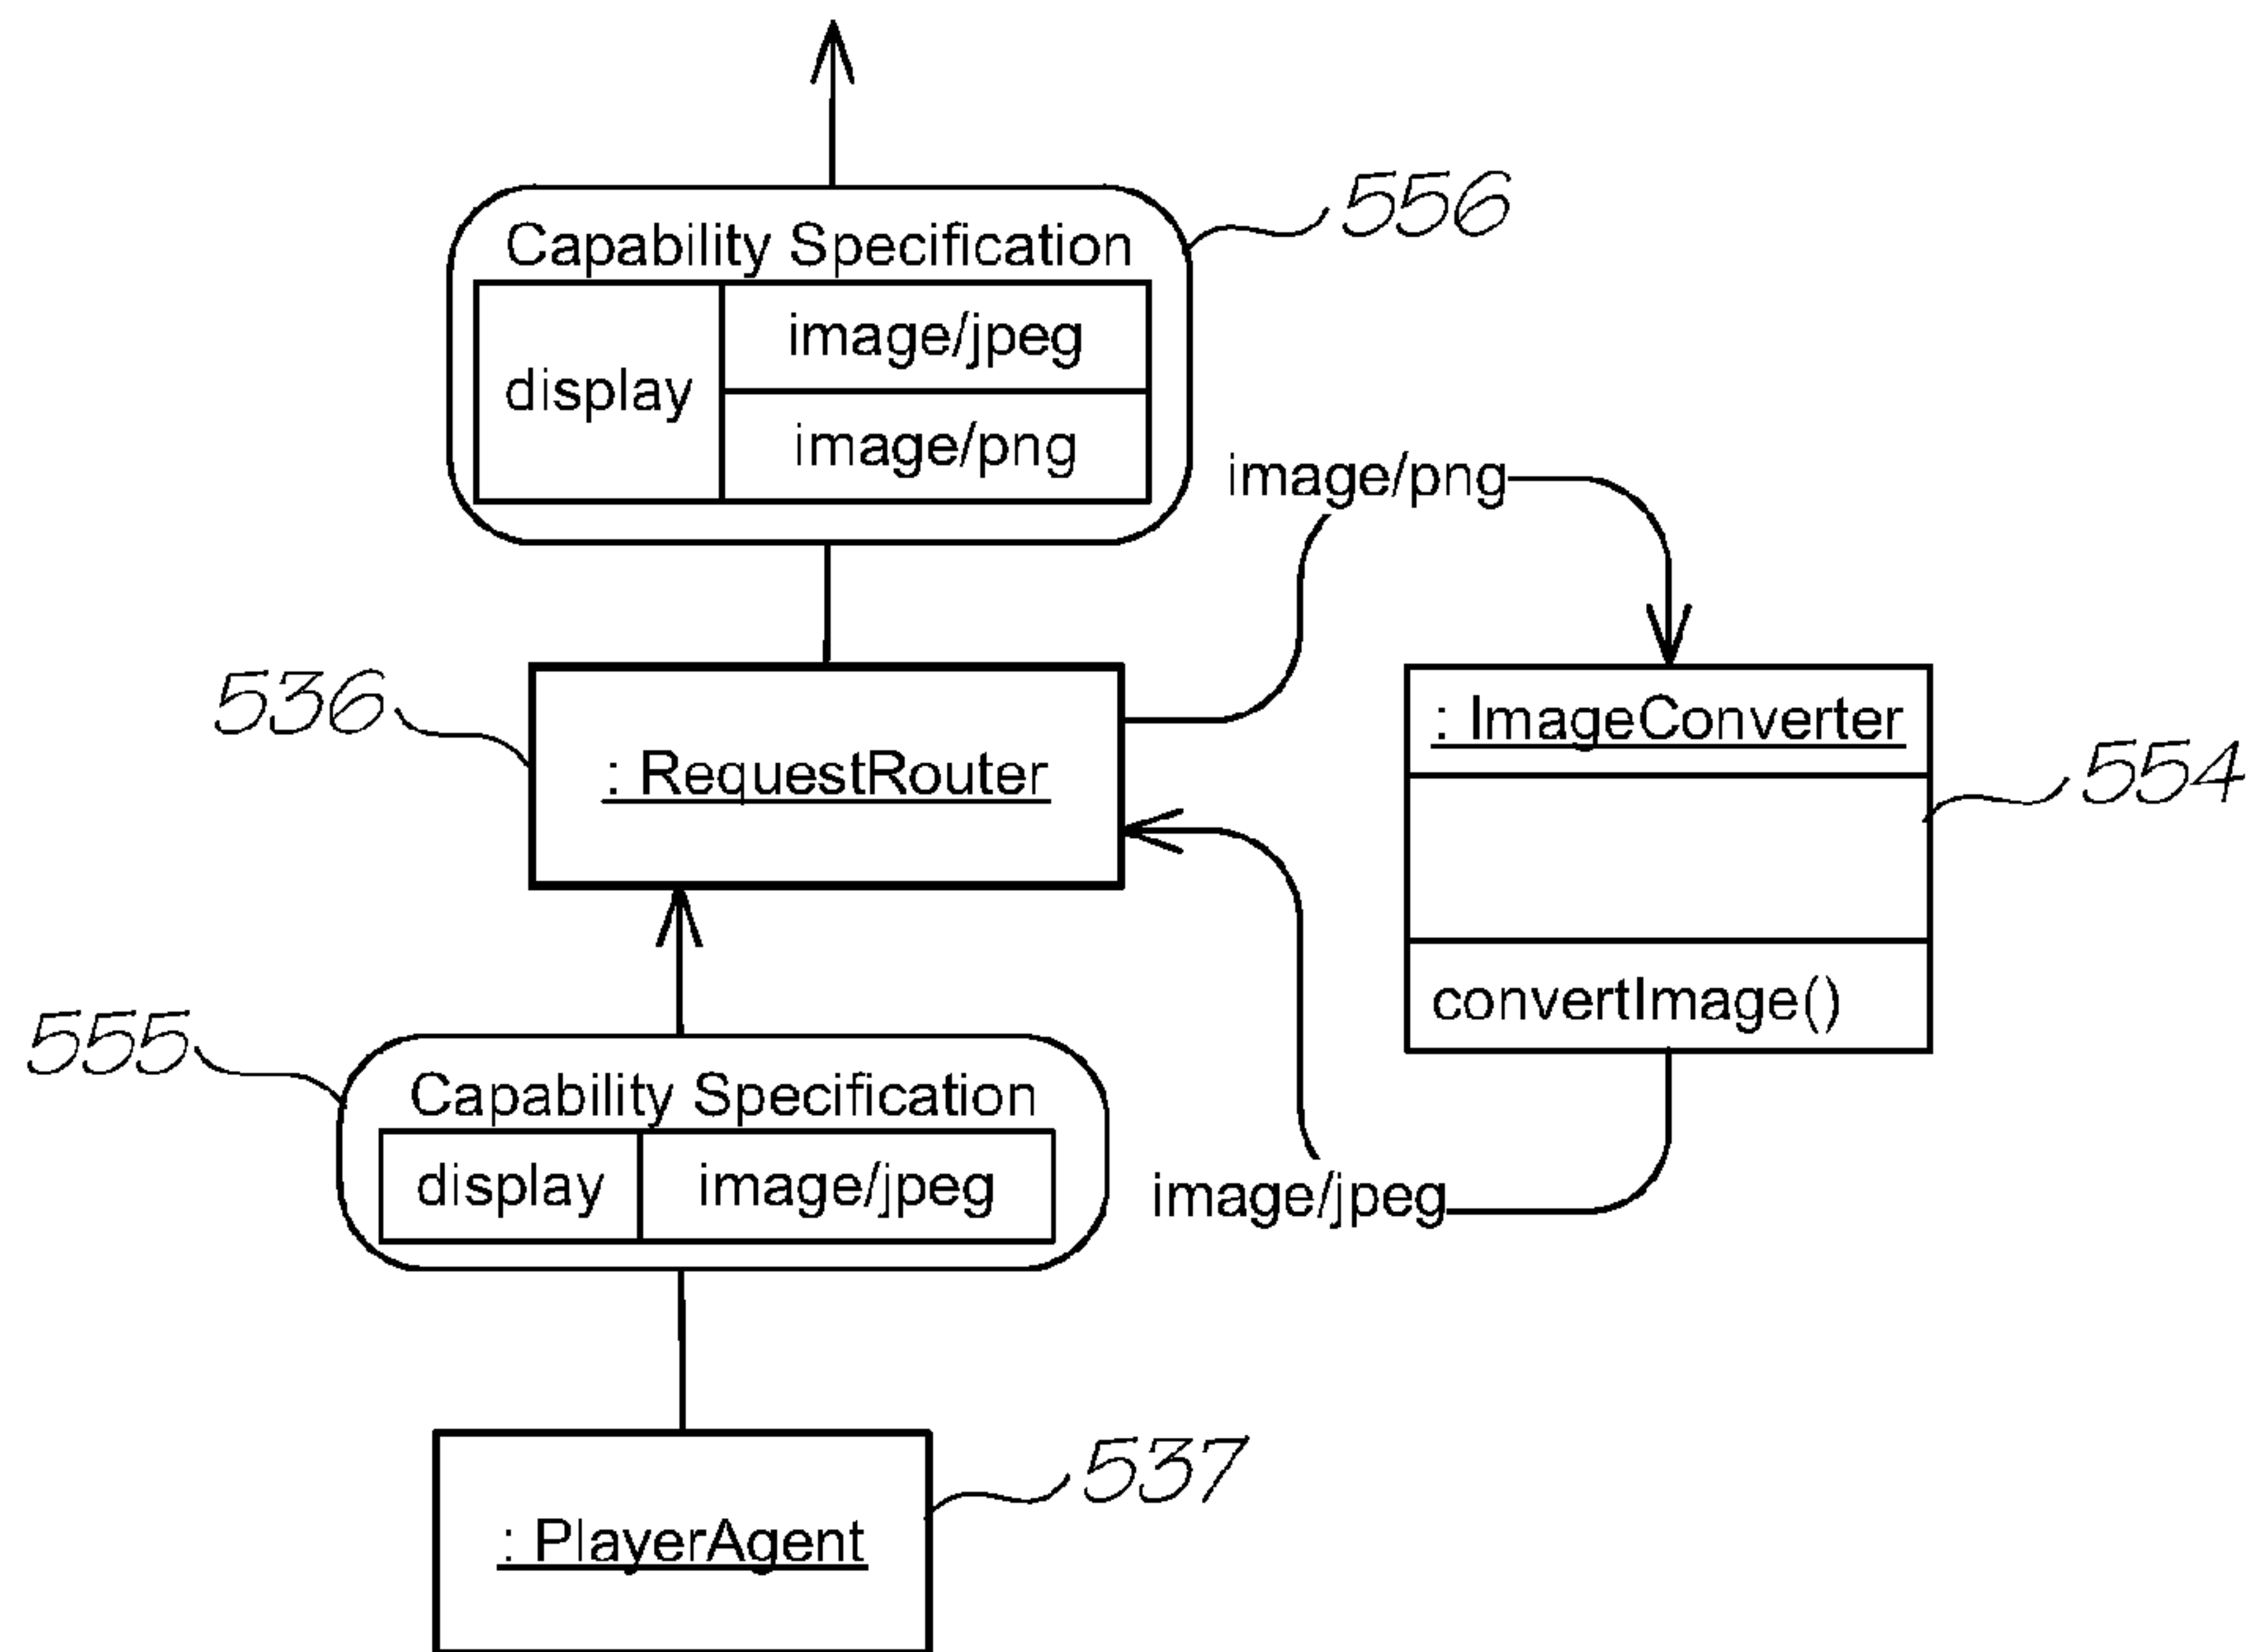 556
Capability Specification
display
image/jpeg
image/png
image/png
536
: RequestRouter
: ImageConverter
554
convertImage()
555
Capability Specification
display image/jpeg
image/jpeg
537
: PlayerAgent